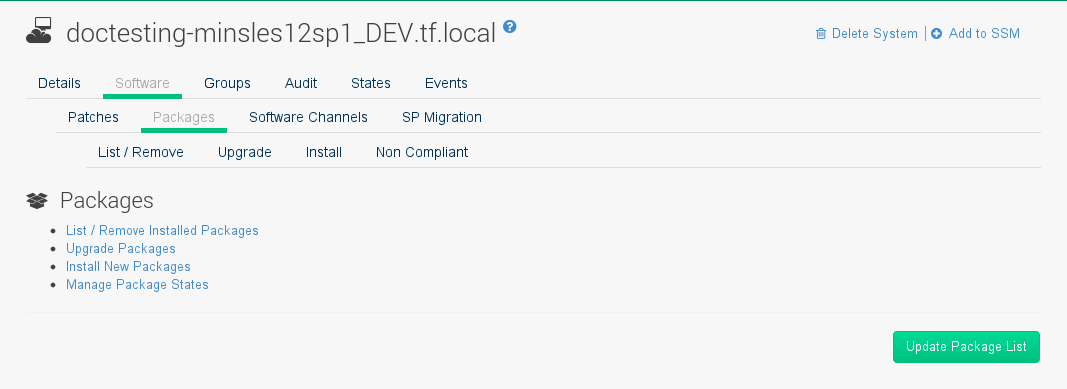 doctesting-minsles12sp1_DEV.tf.local ?
Delete System | Add to SSM
Details Software Groups Audit States Events
Patches Packages Software Channels SP Migration
List / Remove Upgrade Install Non Compliant
Packages
List / Remove Installed Packages
Upgrade Packages
Install New Packages
Manage Package States
Update Package List